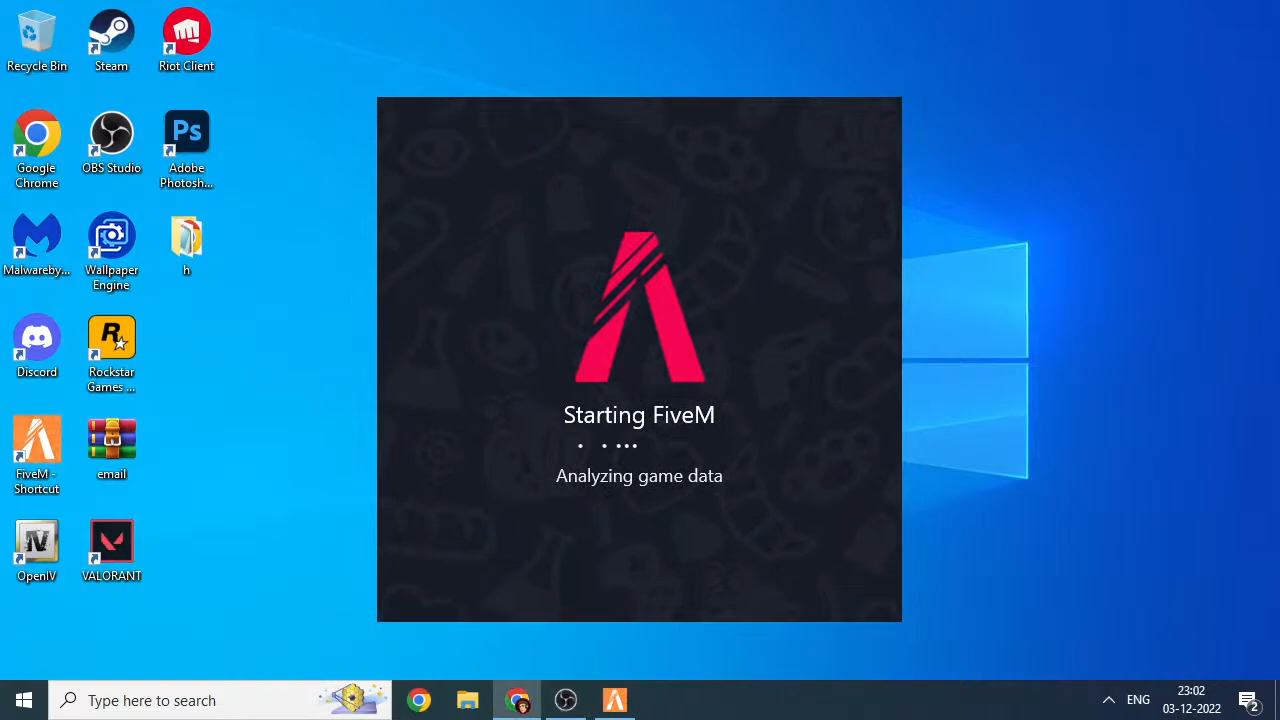 Recycle Bin
Steam
Riot Client
Google
Chrome
OBS Studio
Ps
Adobe
Photosh...
Malwareby...
Wallpaper
Engine
h
Discord
R
Rockstar
Games ...
FiveM -
Shortcut
email
IV
OpenIV
VALORANT
Starting FiveM
Analyzing game data
Type here to search
ENG
23:02
03-12-2022
2